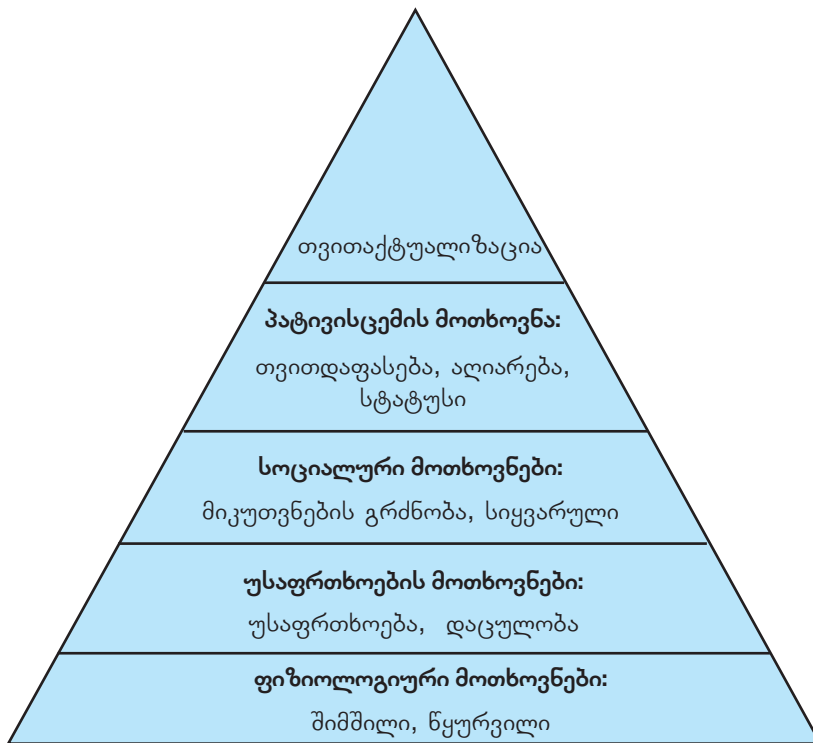 თვითაქტუალიზაცია
პატივისცემის მოთხოვნა:
თვითდაფასება, აღიარება,
სტატუსი
სოციალური მოთხოვნები:
მიკუთვნების გრძნობა, სიყვარული
უსაფრთხოების მოთხოვნები:
უსაფრთხოება, დაცულობა
ფიზიოლოგიური მოთხოვნები:
შიმშილი, წყურვილი